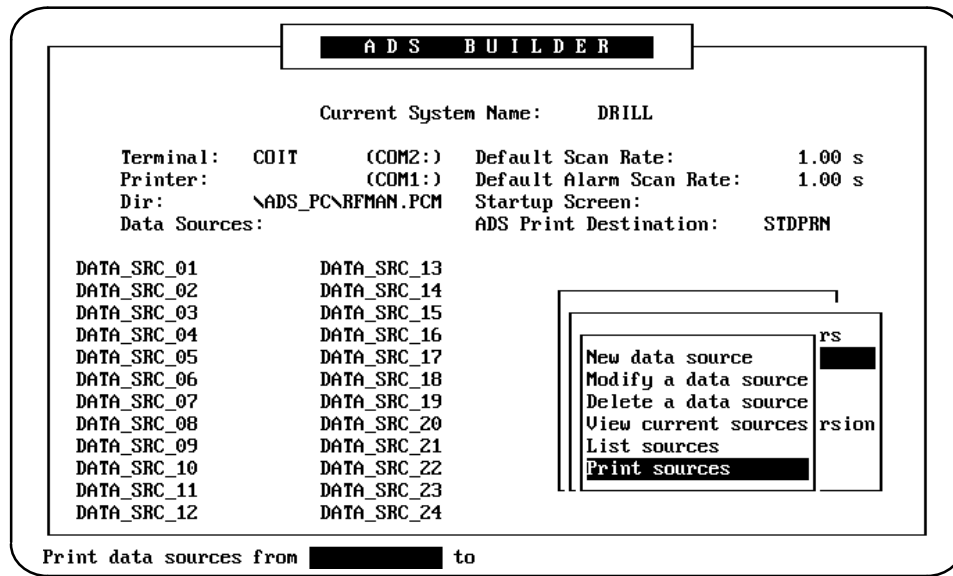 ADS BUILDER
Current System Name: DRILL
Terminal: COIT (COM2:) Default Scan Rate: 1.00 s
Printer: (COM1:) Default Alarm Scan Rate: 1.00 s
Dir: \ADS_PC\RFMAN.PCM Startup Screen:
Data Sources: ADS Print Destination: STDPRN
DATA_SRC_01 DATA_SRC_13
DATA_SRC_02 DATA_SRC_14
DATA_SRC_03 DATA_SRC_15
DATA_SRC_04 DATA_SRC_16
DATA_SRC_05 DATA_SRC_17
DATA_SRC_06 DATA_SRC_18
DATA_SRC_07 DATA_SRC_19
DATA_SRC_08 DATA_SRC_20
DATA_SRC_09 DATA_SRC_21
DATA_SRC_10 DATA_SRC_22
DATA_SRC_11 DATA_SRC_23
DATA_SRC_12 DATA_SRC_24
rs
New data source
Modify a data source
Delete a data source
View current sources rsion
List sources
Print sources
Print data sources from to